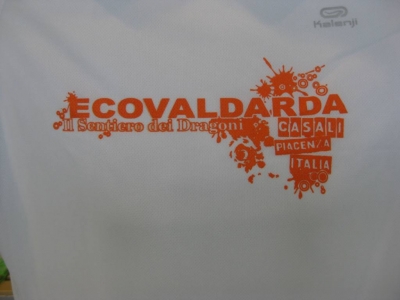 Kalenji
ECOVALDARDA
Il Sentiero dei Dragoni
CASALI
PIACENZA
ITALIA